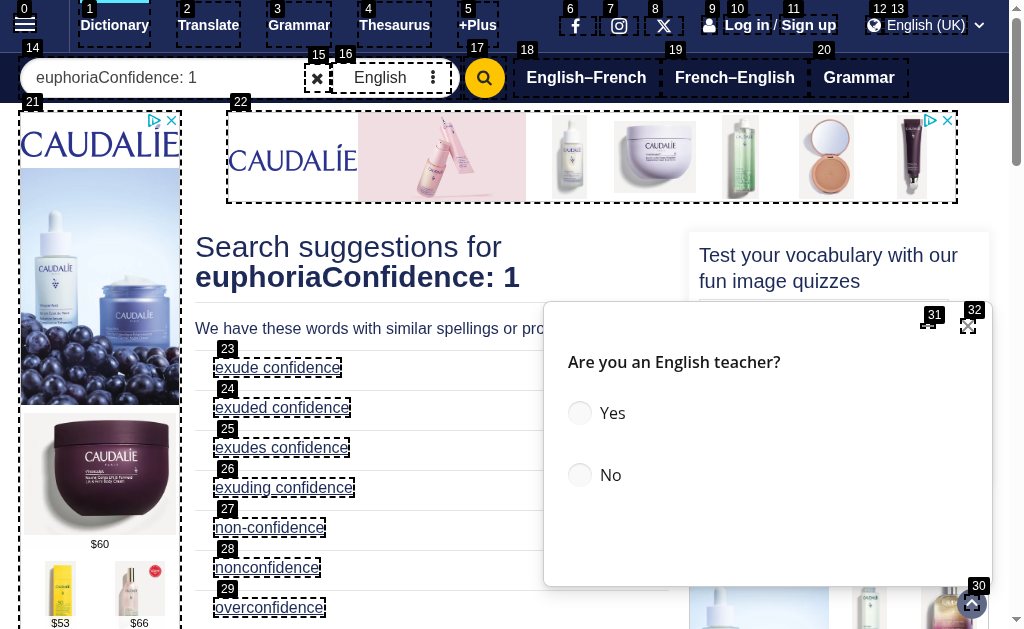 0 1 2 3 4 5 6 7 8 9 10 11 12 13
Dictionary Translate Grammar Thesaurus +Plus Log in / Sign up English (UK)
14 15 16 17 18 19 20
euphoriaConfidence: 1 English English–French French–English Grammar
21 22
CAUDALÍE
CAUDALÍE
Search suggestions for
euphoriaConfidence: 1
Test your vocabulary with our
fun image quizzes
We have these words with similar spellings or pro
23
exude confidence
24
exuded confidence
25
exudes confidence
26
exuding confidence
27
non-confidence
28
nonconfidence
29
overconfidence
31 32
Are you an English teacher?
Yes
No
30
CAUDALÍE
CAUDALÍE
$60
$53 $66